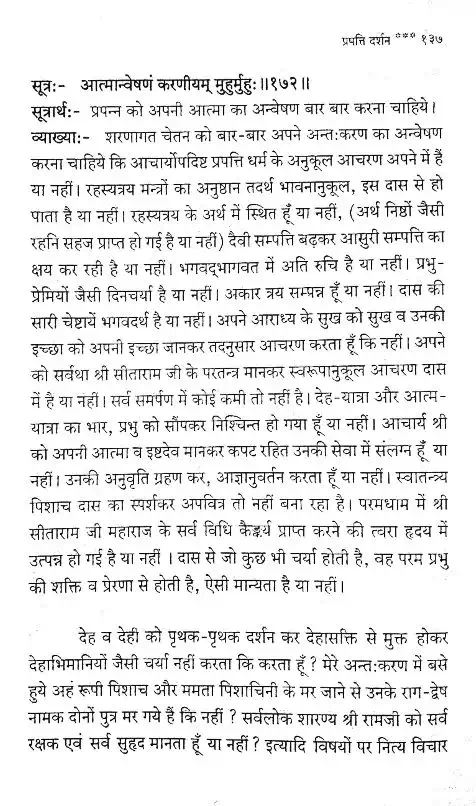 प्रपत्ति दर्शन *** १३७
सूत्र:- आत्मान्वेषणं करणीयम् मुहुर्मुहुः॥१७२॥
सूत्रार्थ:- प्रपन्न को अपनी आत्मा का अन्वेषण बार बार करना चाहिये।
व्याख्या:- शरणागत चेतन को बार-बार अपने अन्त:करण का अन्वेषण
करना चाहिये कि आचार्योपदिष्ट प्रपत्ति धर्म के अनुकूल आचरण अपने में हैं
या नहीं। रहस्यत्रय मन्त्रों का अनुष्ठान तदर्थ भावनानुकूल, इस दास से हो
पाता है या नहीं। रहस्यत्रय के अर्थ में स्थित हूँ या नहीं, (अर्थ निष्ठों जैसी
रहनि सहज प्राप्त हो गई है या नहीं) दैवी सम्पत्ति बढ़कर आसुरी सम्पत्ति का
क्षय कर रही है या नहीं। भगवद्भागवत में अति रुचि है या नहीं। प्रभु-
प्रेमियों जैसी दिनचर्या है या नहीं। अकार त्रय सम्पन्न हूँ या नहीं। दास की
सारी चेष्टायें भगवदर्थ है या नहीं। अपने आराध्य के सुख को सुख व उनकी
इच्छा को अपनी इच्छा जानकर तदनुसार आचरण करता हूँ कि नहीं। अपने
को सर्वथा श्री सीताराम जी के परतन्त्र मानकर स्वरूपानुकूल आचरण दास
में है या नहीं। सर्व समर्पण में कोई कमी तो नहीं है। देह-यात्रा और आत्म-
यात्रा का भार, प्रभु को सौंपकर निश्चिन्त हो गया हूँ या नहीं। आचार्य श्री
को अपनी आत्मा व इष्टदेव मानकर कपट रहित उनकी सेवा में संलग्न हूँ या
नहीं। उनकी अनुवृति ग्रहण कर, आज्ञानुवर्तन करता हूँ या नहीं। स्वातन्त्र्य
पिशाच दास का स्पर्शकर अपवित्र तो नहीं बना रहा है। परमधाम में श्री
सीताराम जी महाराज के सर्व विधि कैङ्कर्य प्राप्त करने की त्वरा हृदय में
उत्पन्न हो गई है या नहीं । दास से जो कुछ भी चर्या होती है, वह परम प्रभु
की शक्ति व प्रेरणा से होती है, ऐसी मान्यता है या नहीं।
देह व देही को पृथक-पृथक दर्शन कर देहासक्ति से मुक्त होकर
देहाभिमानियों जैसी चर्या नहीं करता कि करता हूँ ? मेरे अन्त:करण में बसे
हुये अहं रूपी पिशाच और ममता पिशाचिनी के मर जाने से उनके राग-द्वेष
नामक दोनों पुत्र मर गये हैं कि नहीं ? सर्वलोक शारण्य श्री रामजी को सर्व
रक्षक एवं सर्व सुहृद मानता हूँ या नहीं ? इत्यादि विषयों पर नित्य विचार